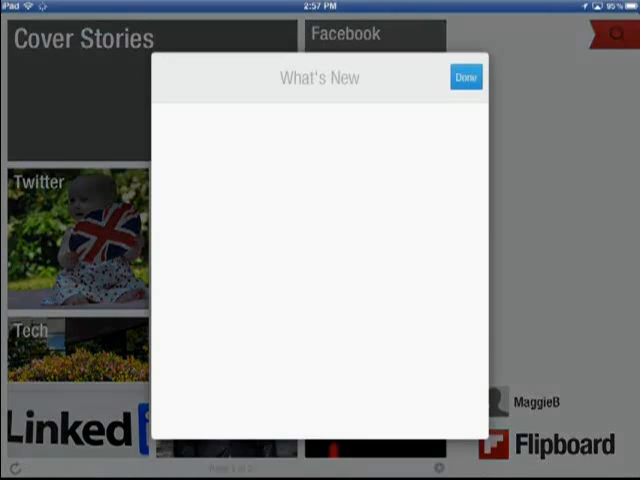 iPad 2:57 PM 95%
Cover Stories
Facebook
What's New
Done
Twitter
Tech
MaggieB
Linked
Flipboard